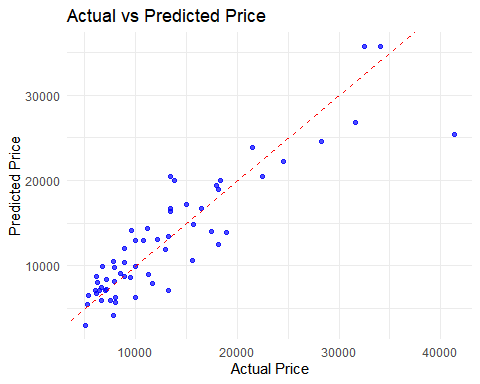 Actual vs Predicted Price
Predicted Price
30000
20000
10000
10000 20000 30000 40000
Actual Price